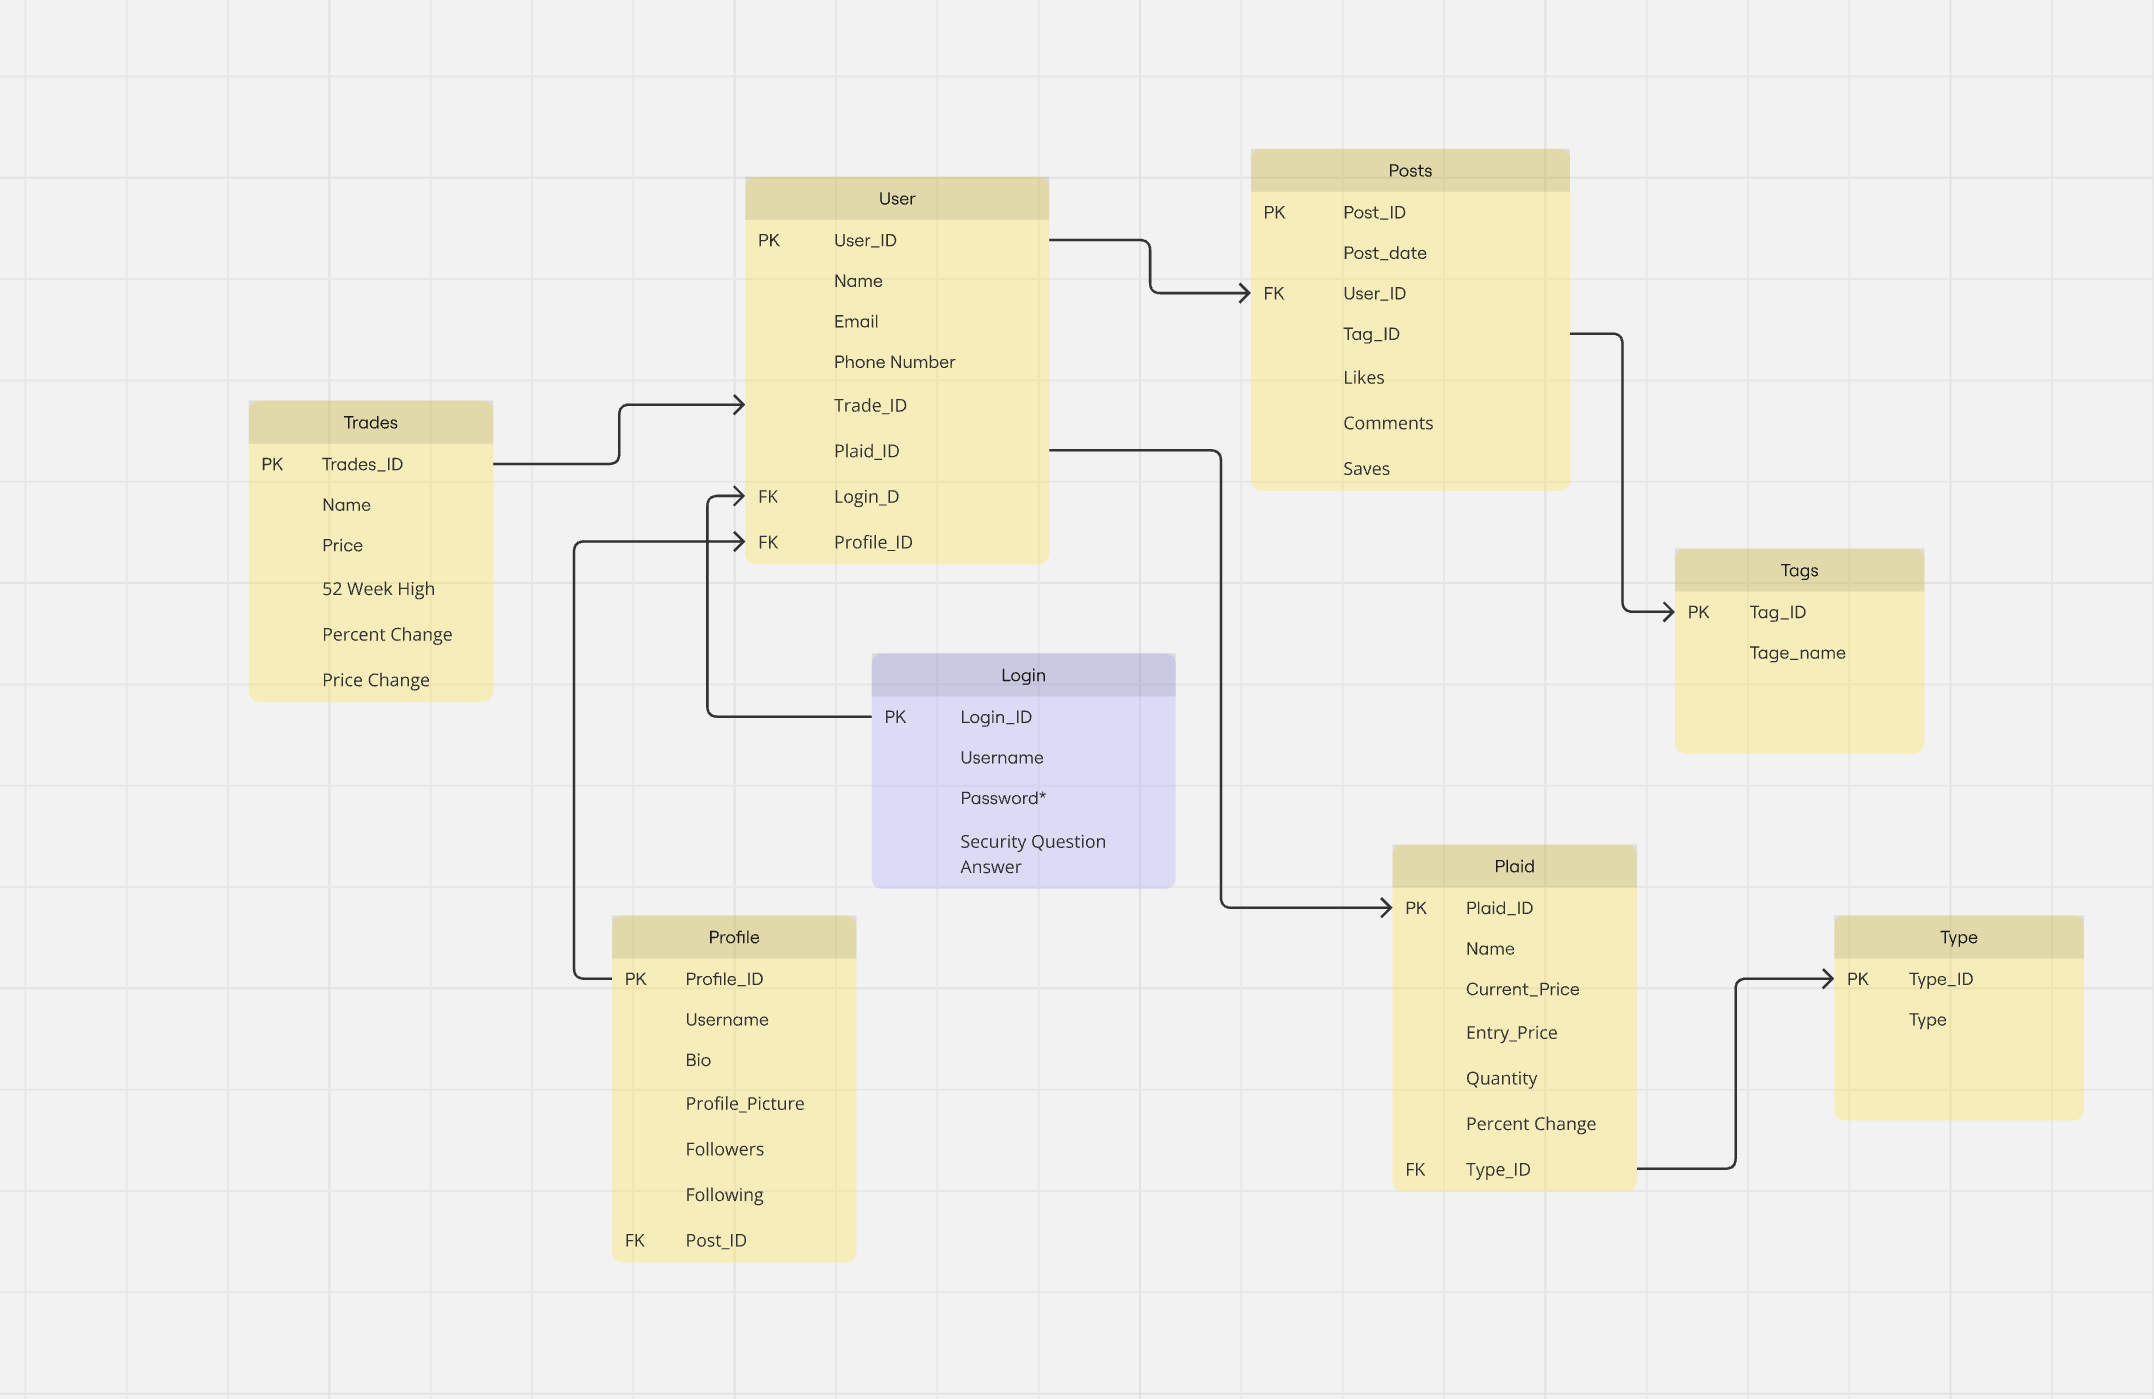 User
PK User_ID
Name
Email
Phone Number
Trade_ID
Plaid_ID
FK Login_D
FK Profile_ID
Posts
PK Post_ID
Post_date
FK User_ID
Tag_ID
Likes
Comments
Saves
Trades
PK Trades_ID
Name
Price
52 Week High
Percent Change
Price Change
Tags
PK Tag_ID
Tage_name
Login
PK Login_ID
Username
Password*
Security Question
Answer
Profile
PK Profile_ID
Username
Bio
Profile_Picture
Followers
Following
FK Post_ID
Plaid
PK Plaid_ID
Name
Current_Price
Entry_Price
Quantity
Percent Change
FK Type_ID
Type
PK Type_ID
Type